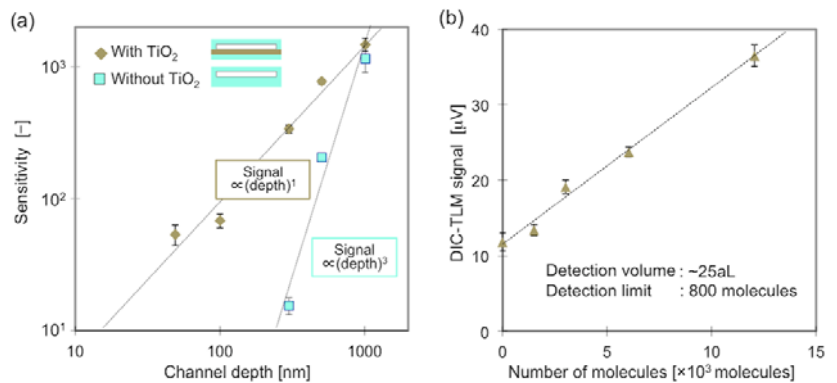 (a)
With TiO₂
Without TiO₂
Signal
∝(depth)¹
Signal
∝(depth)³
Sensitivity [−]
10³
10²
10¹
10
100
1000
Channel depth [nm]
(b)
DIC-TLM signal [μV]
40
30
20
10
0
Detection volume : ~25aL
Detection limit : 800 molecules
0
5
10
15
Number of molecules [×10³ molecules]